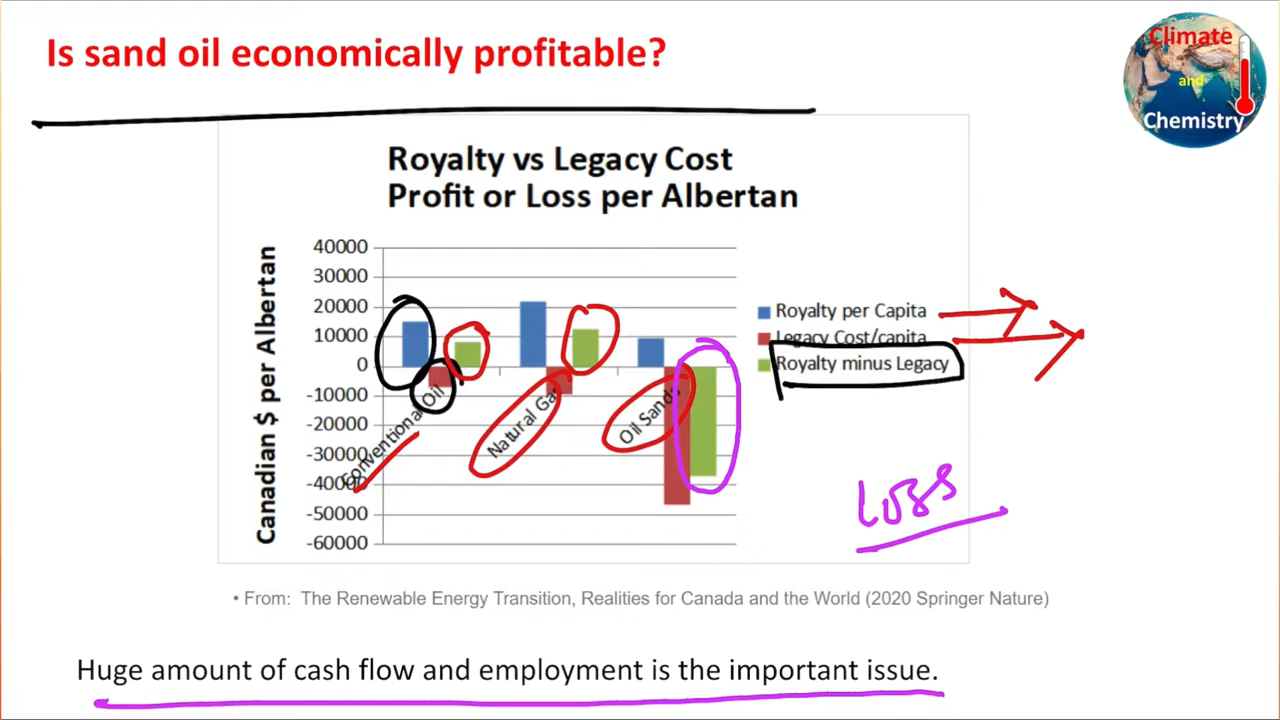 Is sand oil economically profitable?
Climate
and
Chemistry
Royalty vs Legacy Cost
Profit or Loss per Albertan
Canadian $ per Albertan
40000
30000
20000
10000
0
-10000
-20000
-30000
-40000
-50000
-60000
Conventional Oil
Natural Gas
Oil Sands
Royalty per Capita
Legacy Cost/capita
Royalty minus Legacy
LOSS
• From: The Renewable Energy Transition, Realities for Canada and the World (2020 Springer Nature)
Huge amount of cash flow and employment is the important issue.